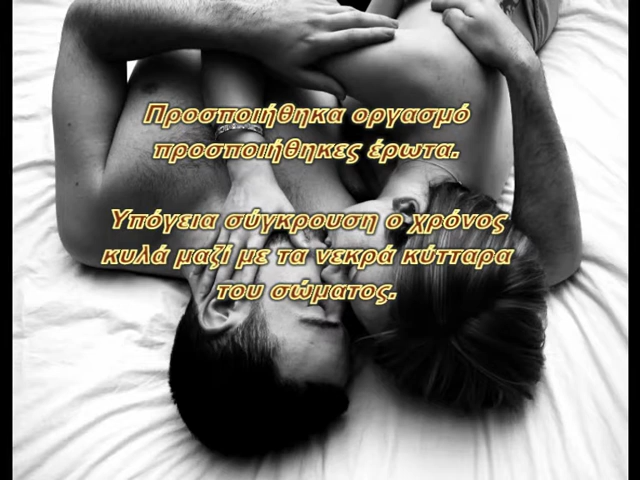 Προσποιήθηκα οργασμό
προσποιήθηκες έρωτα.
Υπόγεια σύγκρουση ο χρόνος
κυλά μαζί με τα νεκρά κύτταρα
του σώματος.